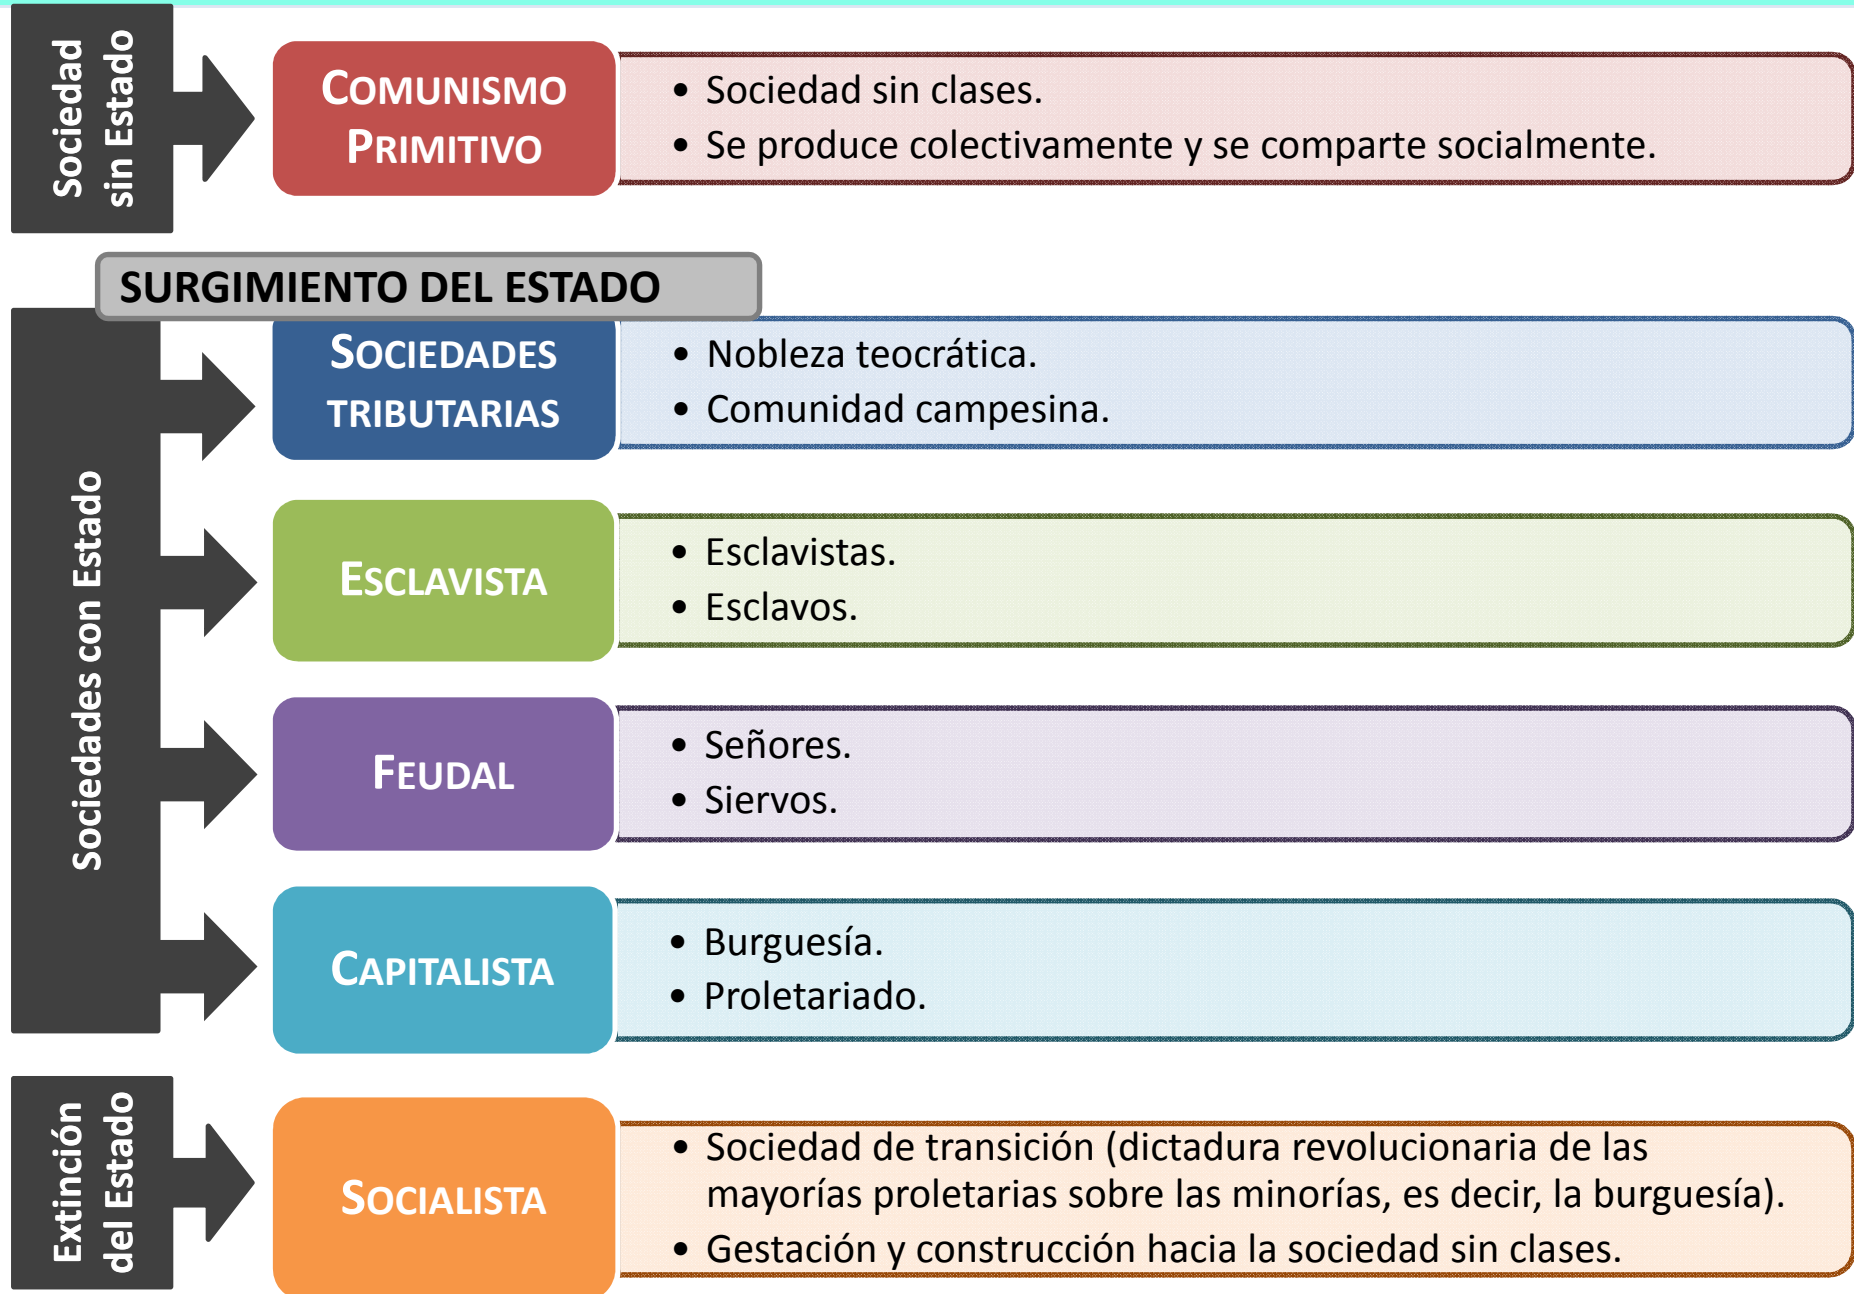 Sociedad
sin Estado
COMUNISMO
PRIMITIVO
• Sociedad sin clases.
• Se produce colectivamente y se comparte socialmente.
SURGIMIENTO DEL ESTADO
Sociedades con Estado
SOCIEDADES
TRIBUTARIAS
• Nobleza teocrática.
• Comunidad campesina.
ESCLAVISTA
• Esclavistas.
• Esclavos.
FEUDAL
• Señores.
• Siervos.
CAPITALISTA
• Burguesía.
• Proletariado.
Extinción
del Estado
SOCIALISTA
• Sociedad de transición (dictadura revolucionaria de las
mayorías proletarias sobre las minorías, es decir, la burguesía).
• Gestación y construcción hacia la sociedad sin clases.